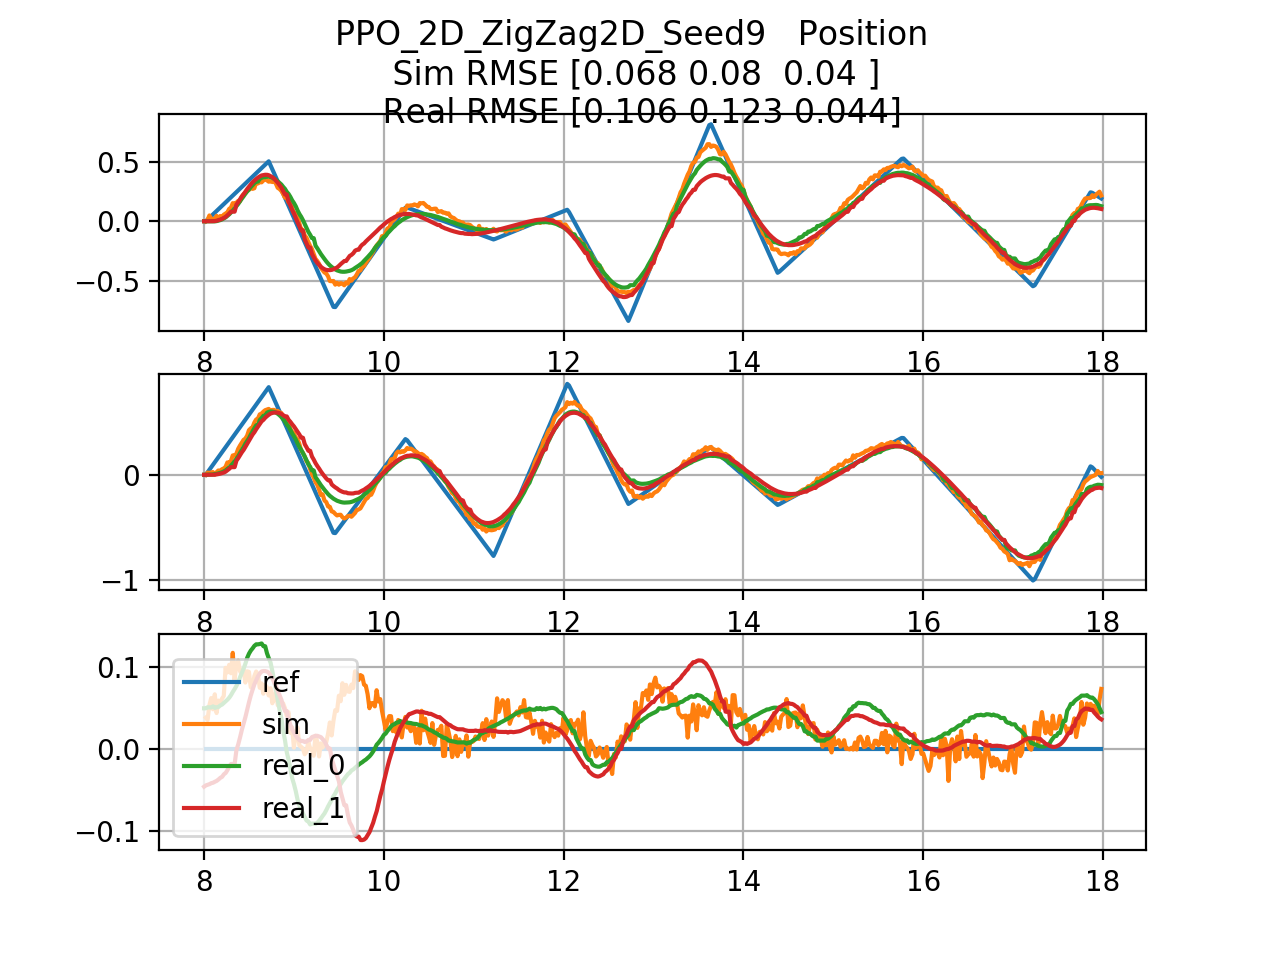 PPO_2D_ZigZag2D_Seed9   Position
Sim RMSE [0.068 0.08  0.04 ]
Real RMSE [0.106 0.123 0.044]
0.5
0.0
−0.5
8 10 12 14 16 18
0
−1
8 10 12 14 16 18
0.1
0.0
−0.1
ref
sim
real_0
real_1
8 10 12 14 16 18